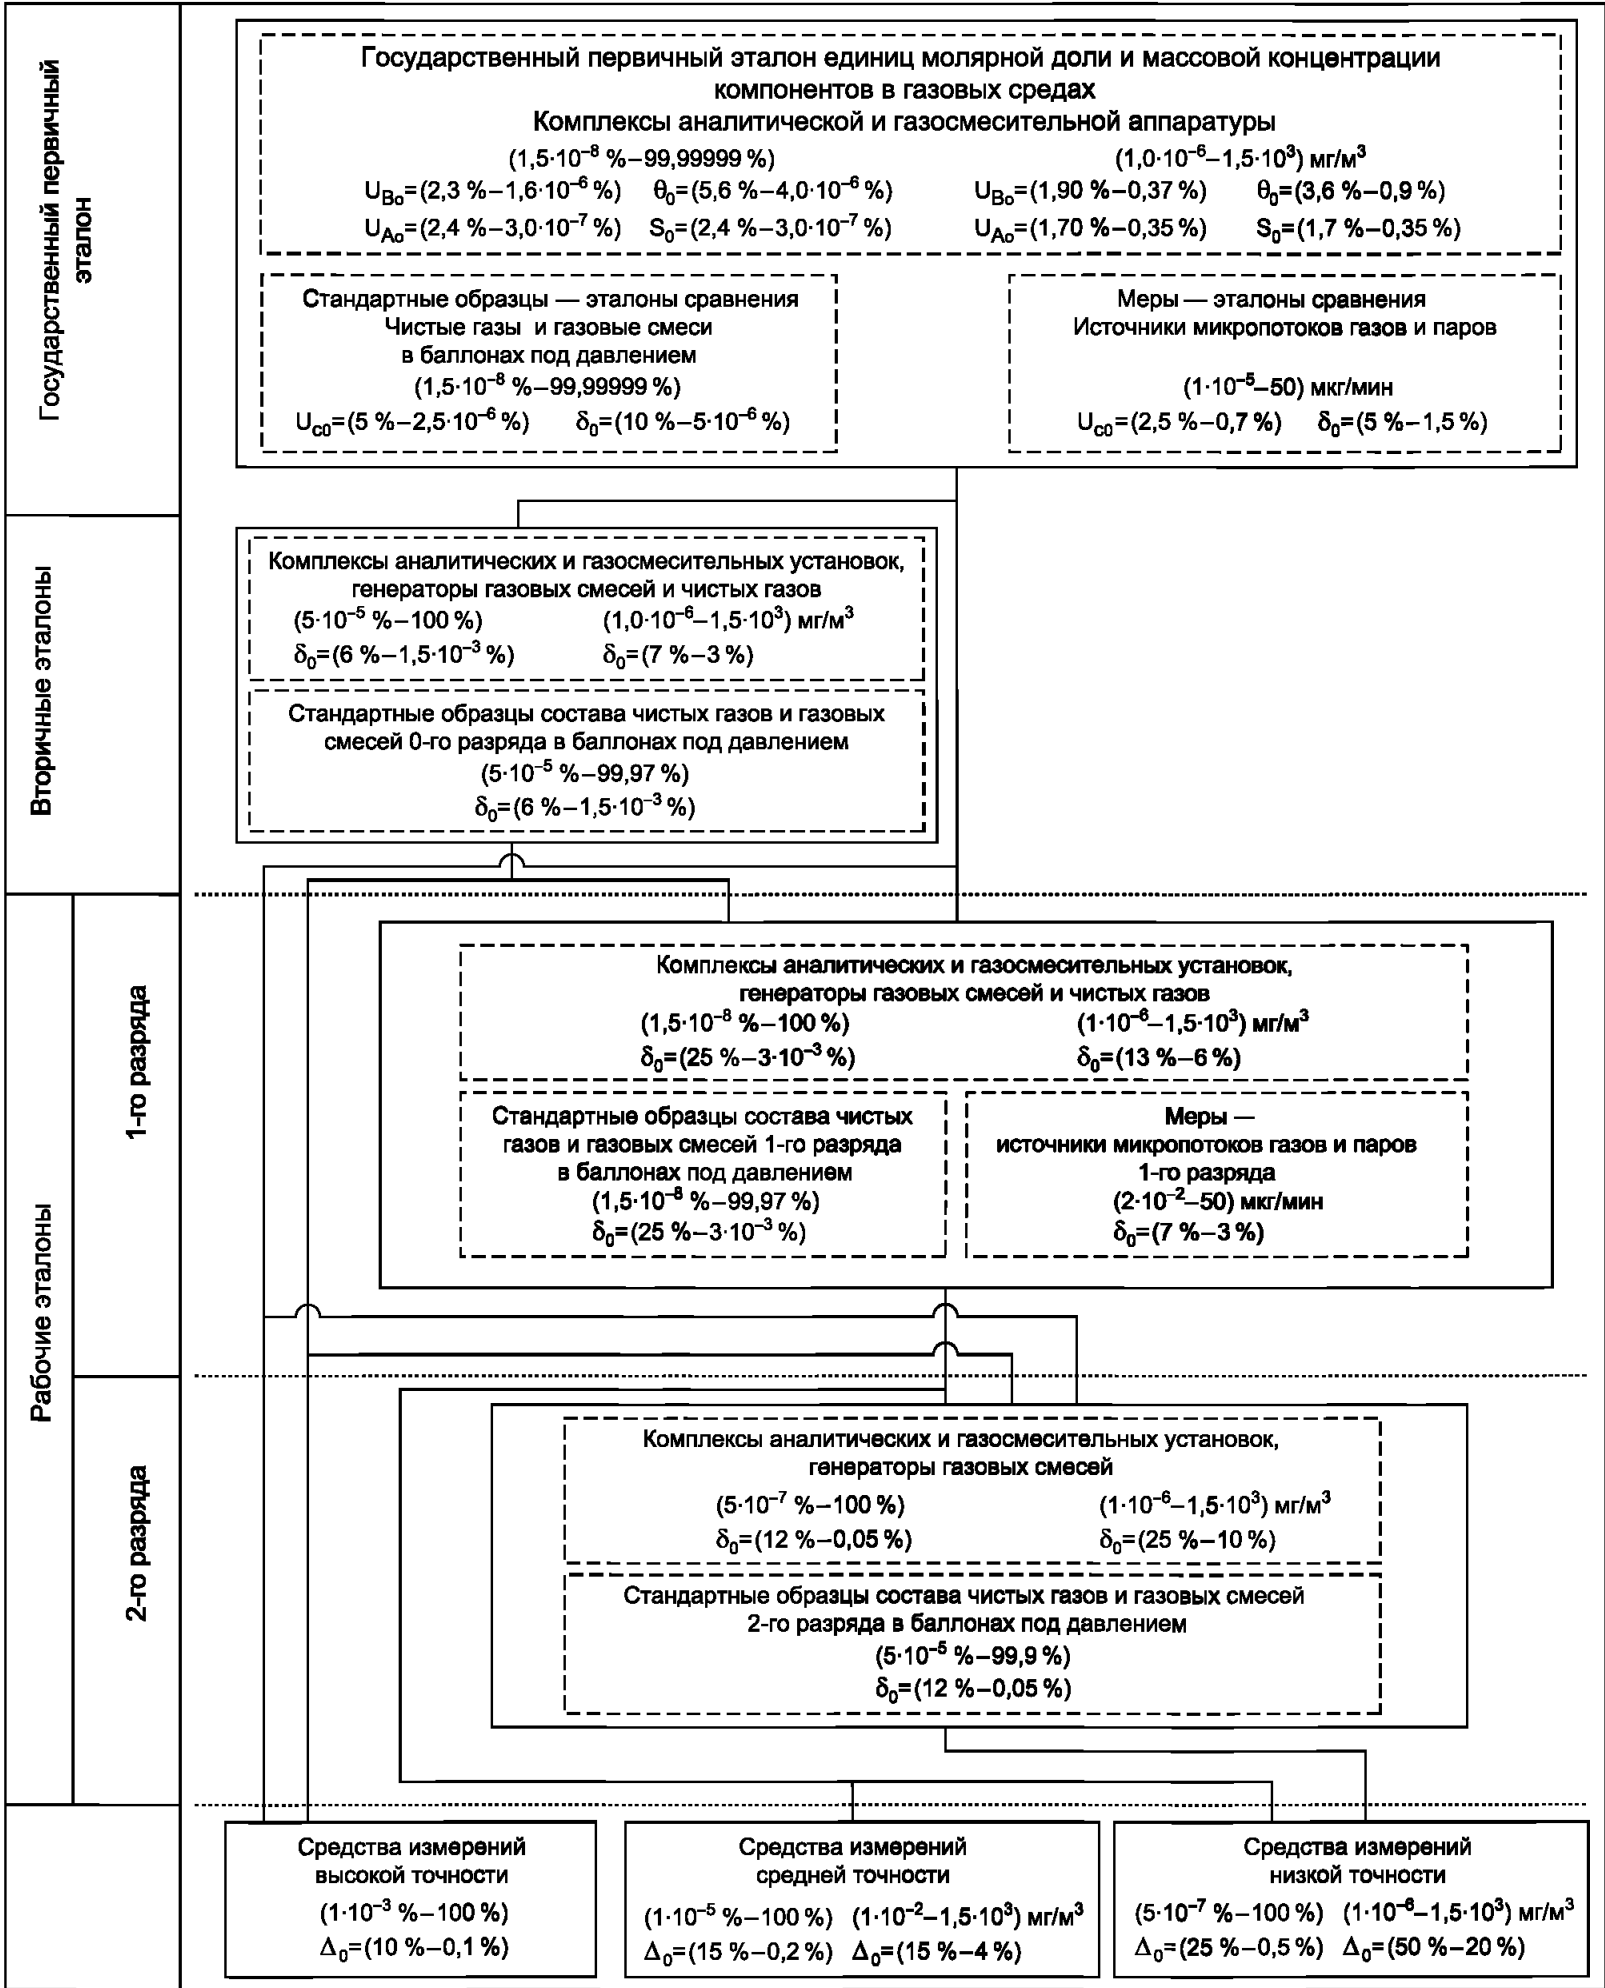 Государственный первичный
эталон
Государственный первичный эталон единиц молярной доли и массовой концентрации
компонентов в газовых средах
Комплексы аналитической и газосмесительной аппаратуры
(1,5·10⁻⁸ %–99,99999 %) (1,0·10⁻⁶–1,5·10³) мг/м³
U_Bo=(2,3 %–1,6·10⁻⁶ %) θ₀=(5,6 %–4,0·10⁻⁶ %) U_Bo=(1,90 %–0,37 %) θ₀=(3,6 %–0,9 %)
U_Ao=(2,4 %–3,0·10⁻⁷ %) S₀=(2,4 %–3,0·10⁻⁷ %) U_Ao=(1,70 %–0,35 %) S₀=(1,7 %–0,35 %)
Стандартные образцы — эталоны сравнения
Чистые газы и газовые смеси
в баллонах под давлением
(1,5·10⁻⁸ %–99,99999 %)
U_c0=(5 %–2,5·10⁻⁶ %) δ₀=(10 %–5·10⁻⁶ %)
Меры — эталоны сравнения
Источники микропотоков газов и паров
(1·10⁻⁵–50) мкг/мин
U_c0=(2,5 %–0,7 %) δ₀=(5 %–1,5 %)
Вторичные эталоны
Комплексы аналитических и газосмесительных установок,
генераторы газовых смесей и чистых газов
(5·10⁻⁵ %–100 %) (1,0·10⁻⁶–1,5·10³) мг/м³
δ₀=(6 %–1,5·10⁻³ %) δ₀=(7 %–3 %)
Стандартные образцы состава чистых газов и газовых
смесей 0-го разряда в баллонах под давлением
(5·10⁻⁵ %–99,97 %)
δ₀=(6 %–1,5·10⁻³ %)
Рабочие эталоны
1-го разряда
Комплексы аналитических и газосмесительных установок,
генераторы газовых смесей и чистых газов
(1,5·10⁻⁸ %–100 %) (1·10⁻⁶–1,5·10³) мг/м³
δ₀=(25 %–3·10⁻³ %) δ₀=(13 %–6 %)
Стандартные образцы состава чистых
газов и газовых смесей 1-го разряда
в баллонах под давлением
(1,5·10⁻⁸ %–99,97 %)
δ₀=(25 %–3·10⁻³ %)
Меры —
источники микропотоков газов и паров
1-го разряда
(2·10⁻²–50) мкг/мин
δ₀=(7 %–3 %)
2-го разряда
Комплексы аналитических и газосмесительных установок,
генераторы газовых смесей
(5·10⁻⁷ %–100 %) (1·10⁻⁶–1,5·10³) мг/м³
δ₀=(12 %–0,05 %) δ₀=(25 %–10 %)
Стандартные образцы состава чистых газов и газовых смесей
2-го разряда в баллонах под давлением
(5·10⁻⁵ %–99,9 %)
δ₀=(12 %–0,05 %)
Средства измерений
высокой точности
(1·10⁻³ %–100 %)
Δ₀=(10 %–0,1 %)
Средства измерений
средней точности
(1·10⁻⁵ %–100 %) (1·10⁻²–1,5·10³) мг/м³
Δ₀=(15 %–0,2 %) Δ₀=(15 %–4 %)
Средства измерений
низкой точности
(5·10⁻⁷ %–100 %) (1·10⁻⁶–1,5·10³) мг/м³
Δ₀=(25 %–0,5 %) Δ₀=(50 %–20 %)